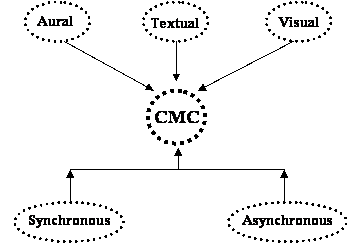 Aural
Textual
Visual
CMC
Synchronous
Asynchronous